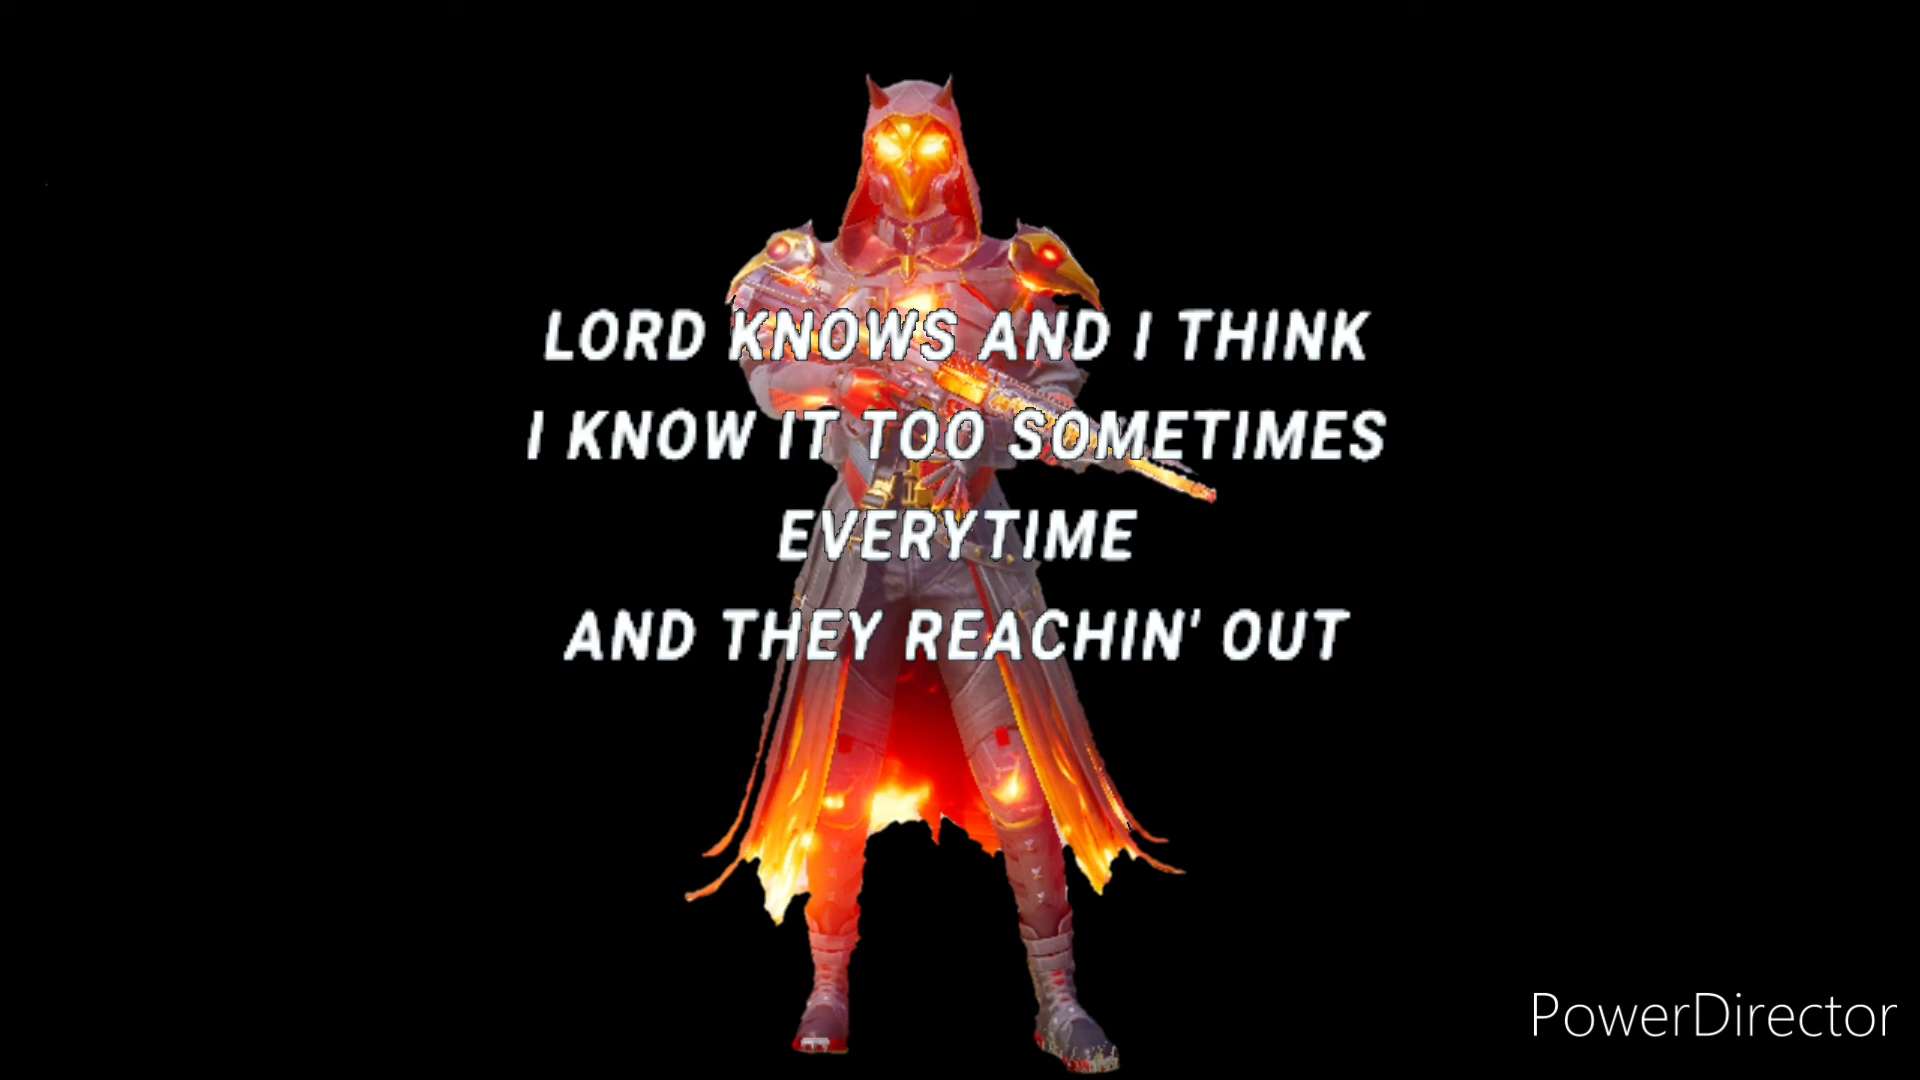 LORD KNOWS AND I THINK
I KNOW IT TOO SOMETIMES
EVERYTIME
AND THEY REACHIN' OUT
PowerDirector